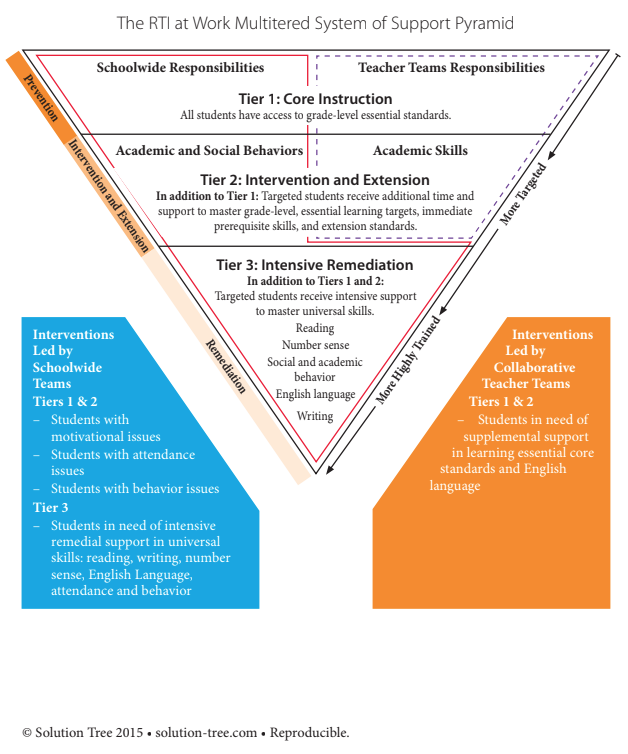 The RTI at Work Multitered System of Support Pyramid
Schoolwide Responsibilities
Teacher Teams Responsibilities
Prevention
Tier 1: Core Instruction
All students have access to grade-level essential standards.
Academic and Social Behaviors
Academic Skills
Intervention and Extension
Tier 2: Intervention and Extension
In addition to Tier 1: Targeted students receive additional time and
support to master grade-level, essential learning targets, immediate
prerequisite skills, and extension standards.
More Targeted
Tier 3: Intensive Remediation
In addition to Tiers 1 and 2:
Targeted students receive intensive support
to master universal skills.
Reading
Number sense
Social and academic
behavior
English language
Writing
Remediation
More Highly Trained
Interventions
Led by
Schoolwide
Teams
Tiers 1 & 2
– Students with
motivational issues
– Students with attendance
issues
– Students with behavior issues
Tier 3
– Students in need of intensive
remedial support in universal
skills: reading, writing, number
sense, English Language,
attendance and behavior
Interventions
Led by
Collaborative
Teacher Teams
Tiers 1 & 2
– Students in need of
supplemental support
in learning essential core
standards and English
language
© Solution Tree 2015 • solution-tree.com • Reproducible.